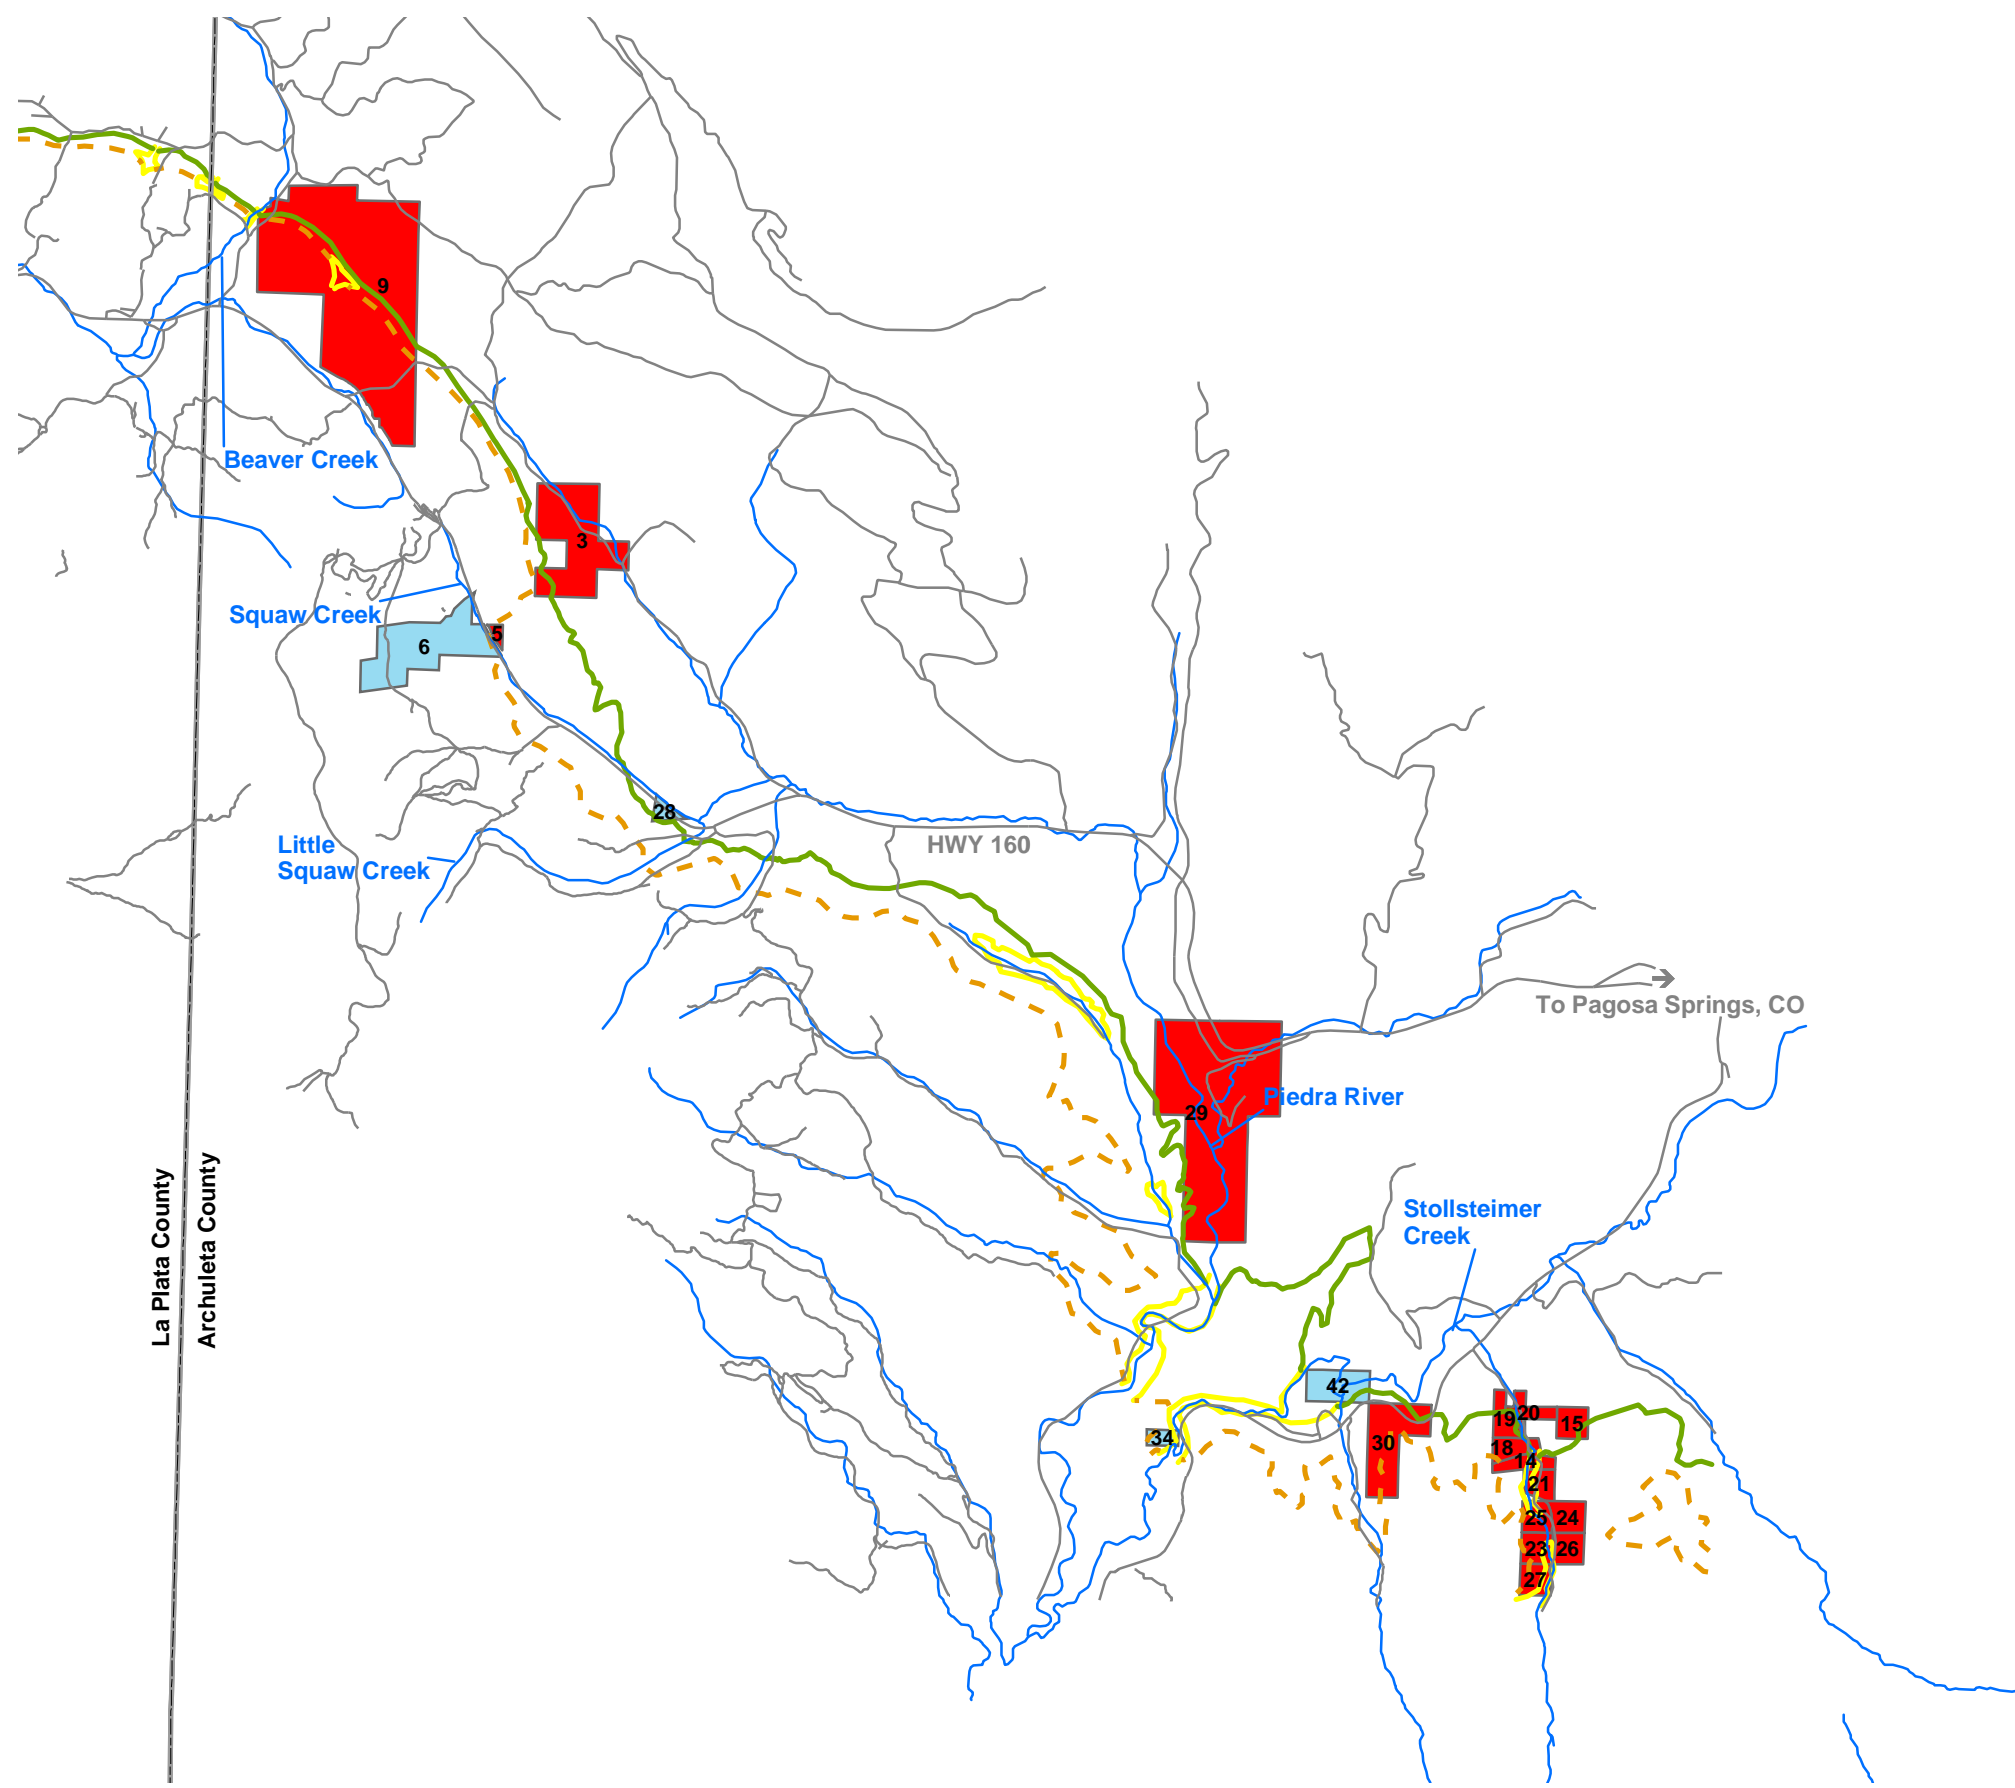 9
Beaver Creek
3
Squaw Creek
5
6
28
HWY 160
Little
Squaw Creek
To Pagosa Springs, CO
Piedra River
29
La Plata County
Archuleta County
Stollsteimer
Creek
42
19
20
15
34
30
18
14
21
25
24
23
26
27